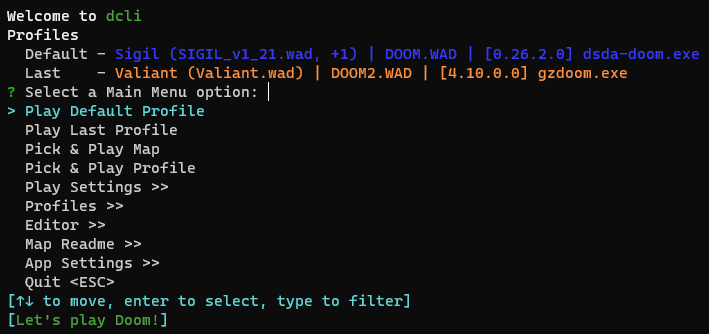 Welcome to dcli
Profiles
Default – Sigil (SIGIL_v1_21.wad, +1) | DOOM.WAD | [0.26.2.0] dsda-doom.exe
Last – Valiant (Valiant.wad) | DOOM2.WAD | [4.10.0.0] gzdoom.exe
? Select a Main Menu option:
> Play Default Profile
Play Last Profile
Pick & Play Map
Pick & Play Profile
Play Settings >>
Profiles >>
Editor >>
Map Readme >>
App Settings >>
Quit <ESC>
[↑↓ to move, enter to select, type to filter]
[Let's play Doom!]